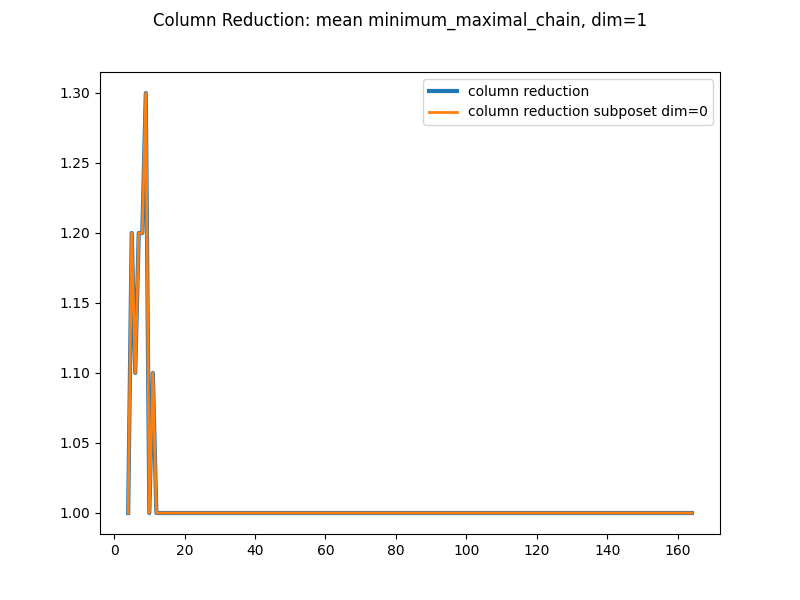 Column Reduction: mean minimum_maximal_chain, dim=1
column reduction
column reduction subposet dim=0
1.30
1.25
1.20
1.15
1.10
1.05
1.00
0 20 40 60 80 100 120 140 160